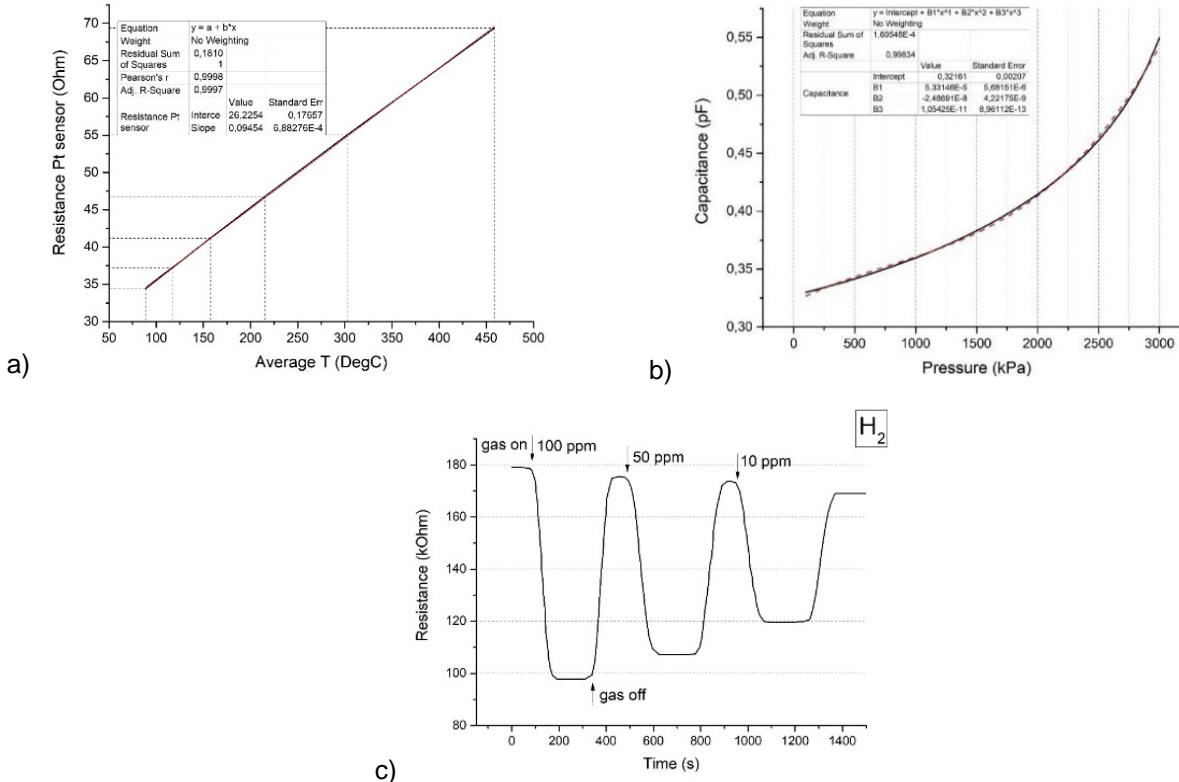 Equation y = a + b*x
Weight No Weighting
Residual Sum of Squares 0,1810 1
Pearson's r 0,9998
Adj. R-Square 0,9997
Value Standard Err
Resistance Pt sensor Interce 26,2254 0,17657
Slope 0,09454 6,88276E-4
Resistance Pt sensor (Ohm)
70
65
60
55
50
45
40
35
30
50 100 150 200 250 300 350 400 450 500
Average T (DegC)
a)
Equation y = Intercept + B1*x^1 + B2*x^2 + B3*x^3
Weight No Weighting
Residual Sum of Squares 1,60546E-4
Adj. R-Square 0,99834
Value Standard Error
Capacitance Intercept 0,32161 0,00207
B1 5,33146E-5 5,68151E-6
B2 -2,48691E-8 4,22175E-9
B3 1,05425E-11 8,96112E-13
Capacitance (pF)
0,55
0,50
0,45
0,40
0,35
0,30
0 500 1000 1500 2000 2500 3000
Pressure (kPa)
b)
H2
gas on 100 ppm
50 ppm
10 ppm
gas off
Resistance (kOhm)
180
160
140
120
100
80
0 200 400 600 800 1000 1200 1400
Time (s)
c)